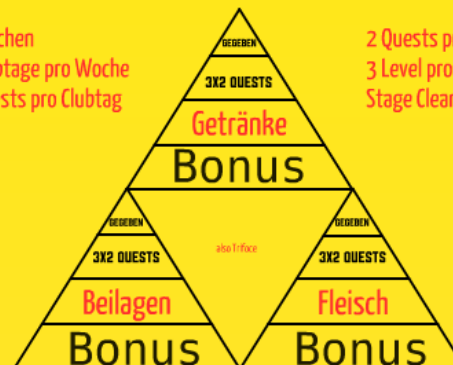 chen
otage pro Woche
sts pro Clubtag
2 Quests p
3 Level pro
Stage Clear
GEGEBEN
3X2 QUESTS
Getränke
Bonus
also Trifoce
GEGEBEN
3X2 QUESTS
Beilagen
Bonus
GEGEBEN
3X2 QUESTS
Fleisch
Bonus